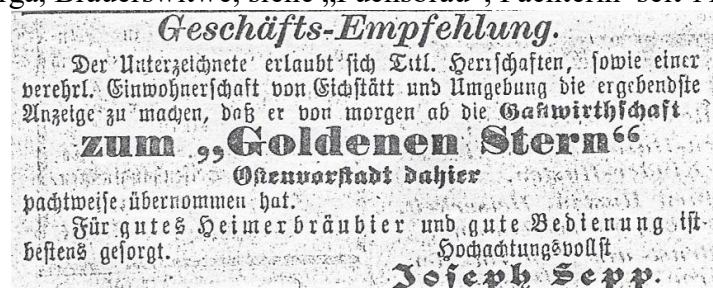 Geschäfts-Empfehlung.
Der Unterzeichnete erlaubt sich Titl. Herrschaften, sowie einer
verehrl. Einwohnerschaft von Eichstätt und Umgebung die ergebendste
Anzeige zu machen, daß er von morgen ab die Gastwirthschaft
zum „Goldenen Stern“
Ostenvorstadt dahier
pachtweise übernommen hat.
Für gutes Heimerbräubier und gute Bedienung ist
bestens gesorgt.
Hochachtungsvollst
Joseph Sepp.